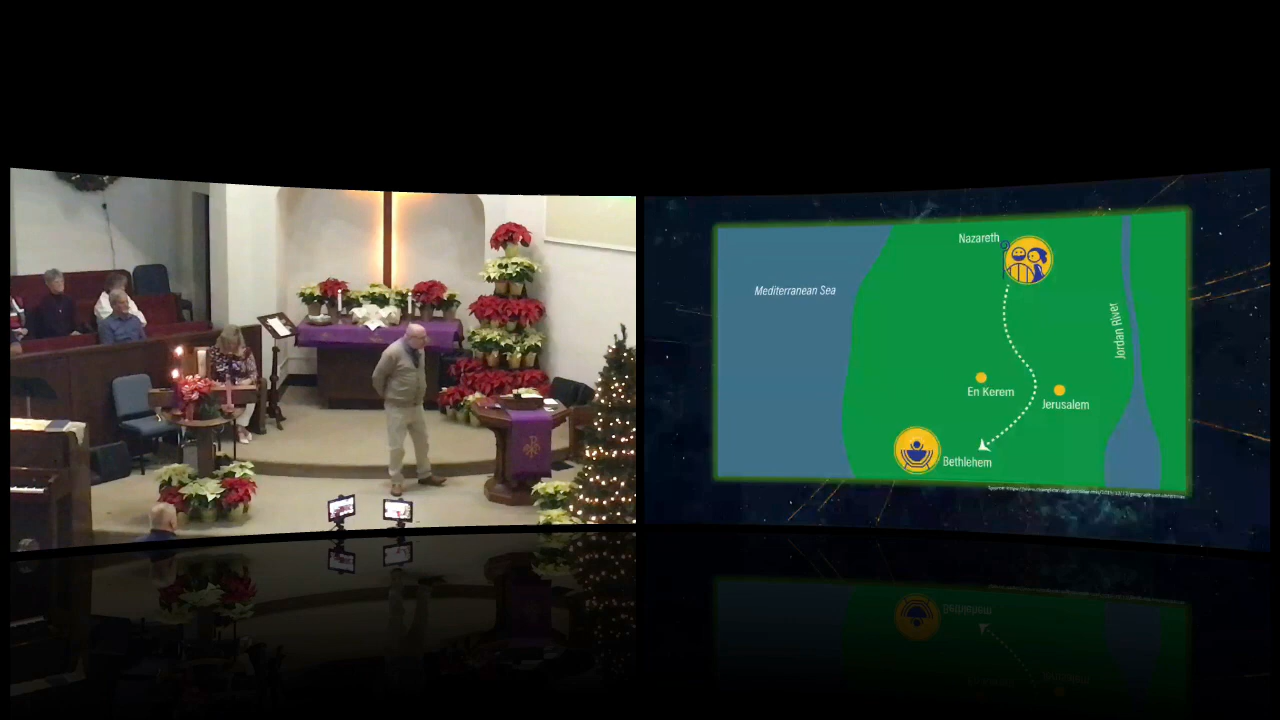 Nazareth
Mediterranean Sea
Jordan River
En Kerem
Jerusalem
Bethlehem